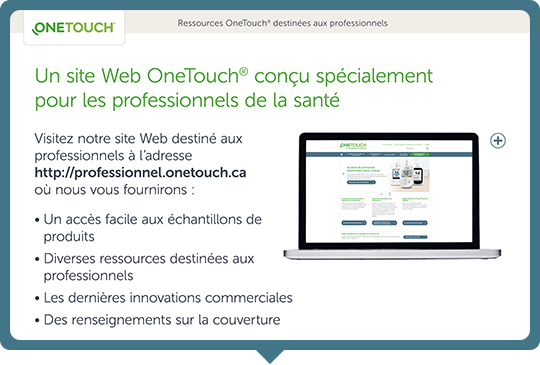 ONETOUCH®
Ressources OneTouch® destinées aux professionnels
Un site Web OneTouch® conçu spécialement
pour les professionnels de la santé
Visitez notre site Web destiné aux
professionnels à l'adresse
http://professionnel.onetouch.ca
où nous vous fournirons :
• Un accès facile aux échantillons de
produits
• Diverses ressources destinées aux
professionnels
• Les dernières innovations commerciales
• Des renseignements sur la couverture
ONETOUCH